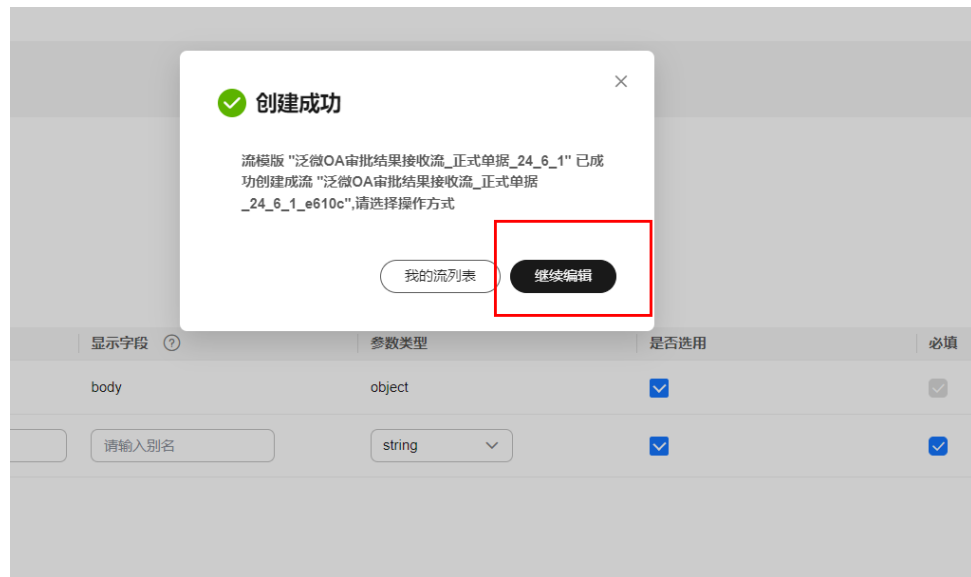 创建成功
流模版 "泛微OA审批结果接收流_正式单据_24_6_1" 已成
功创建成流 "泛微OA审批结果接收流_正式单据
_24_6_1_e610c",请选择操作方式
我的流列表 继续编辑
显示字段 ? 参数类型 是否选用 必填
body object
请输入别名 string